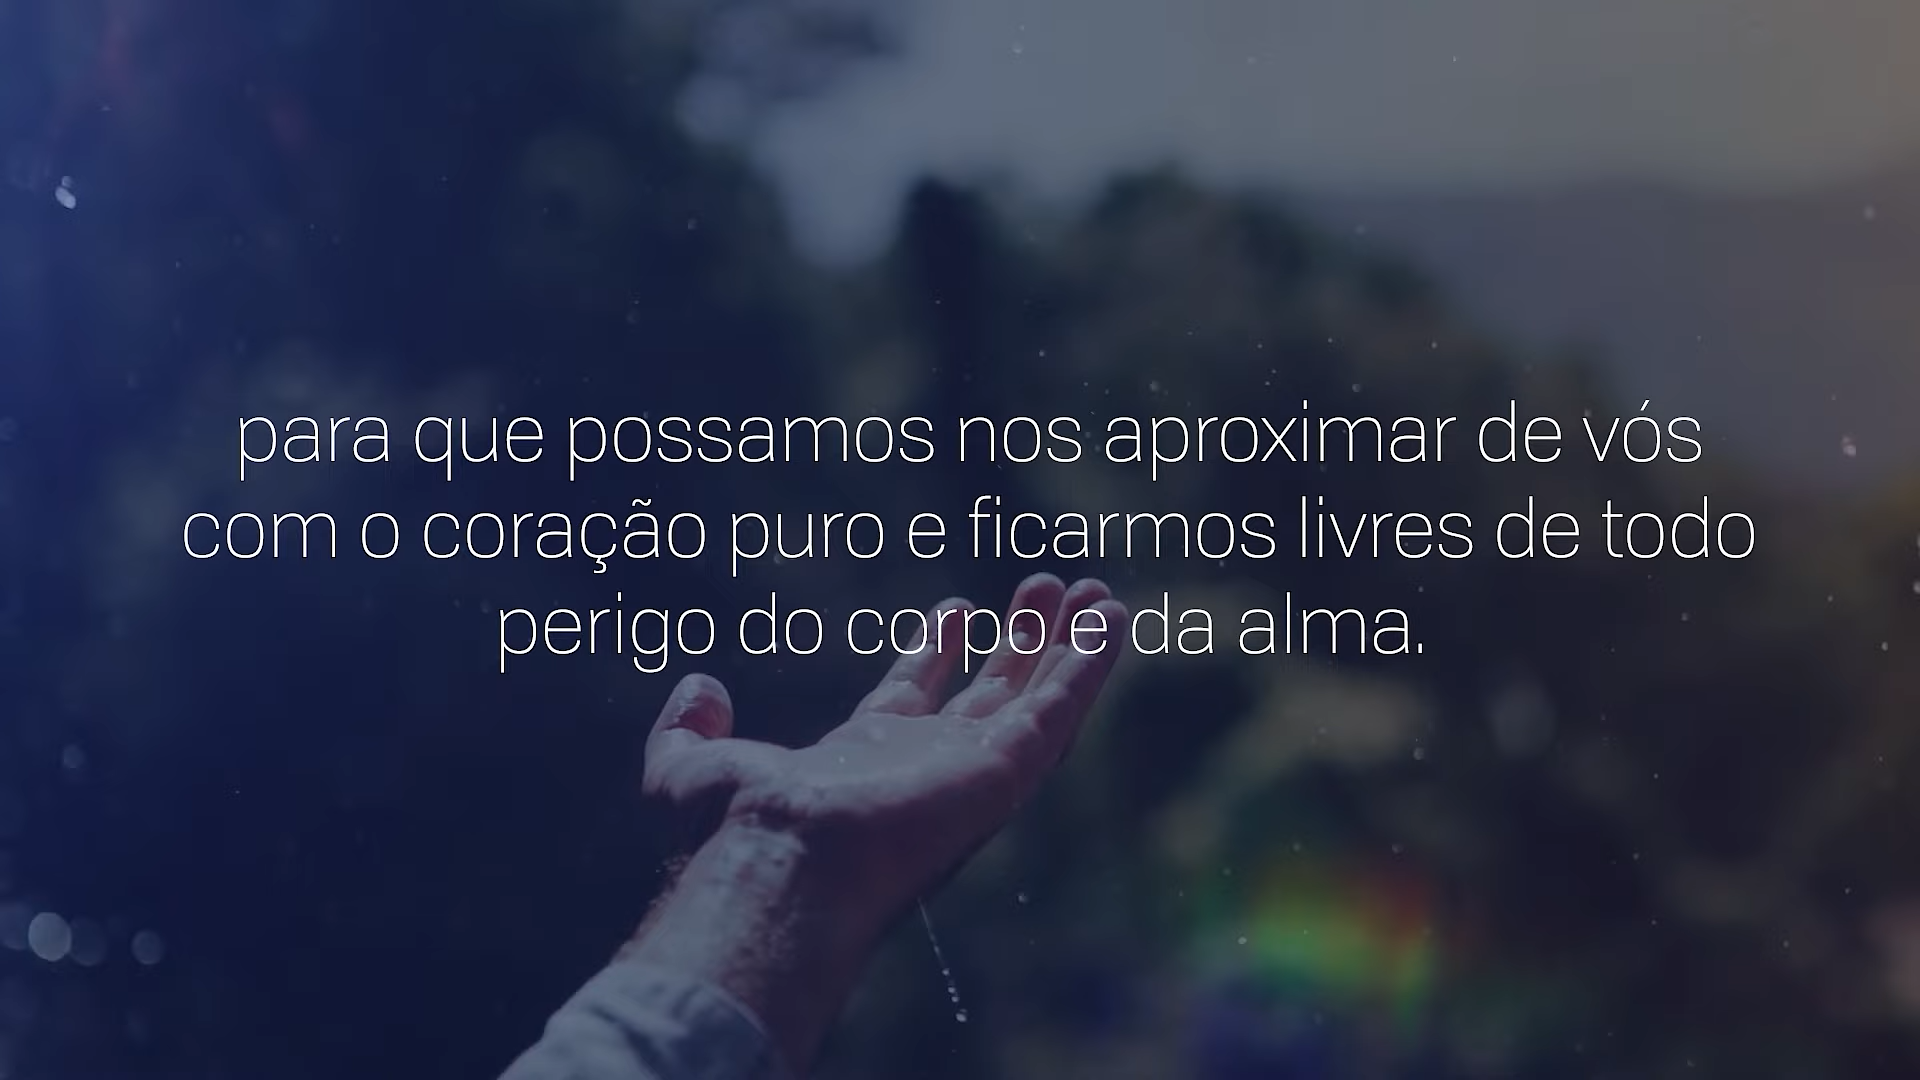 para que possamos nos aproximar de vós
com o coração puro e ficarmos livres de todo
perigo do corpo e da alma.